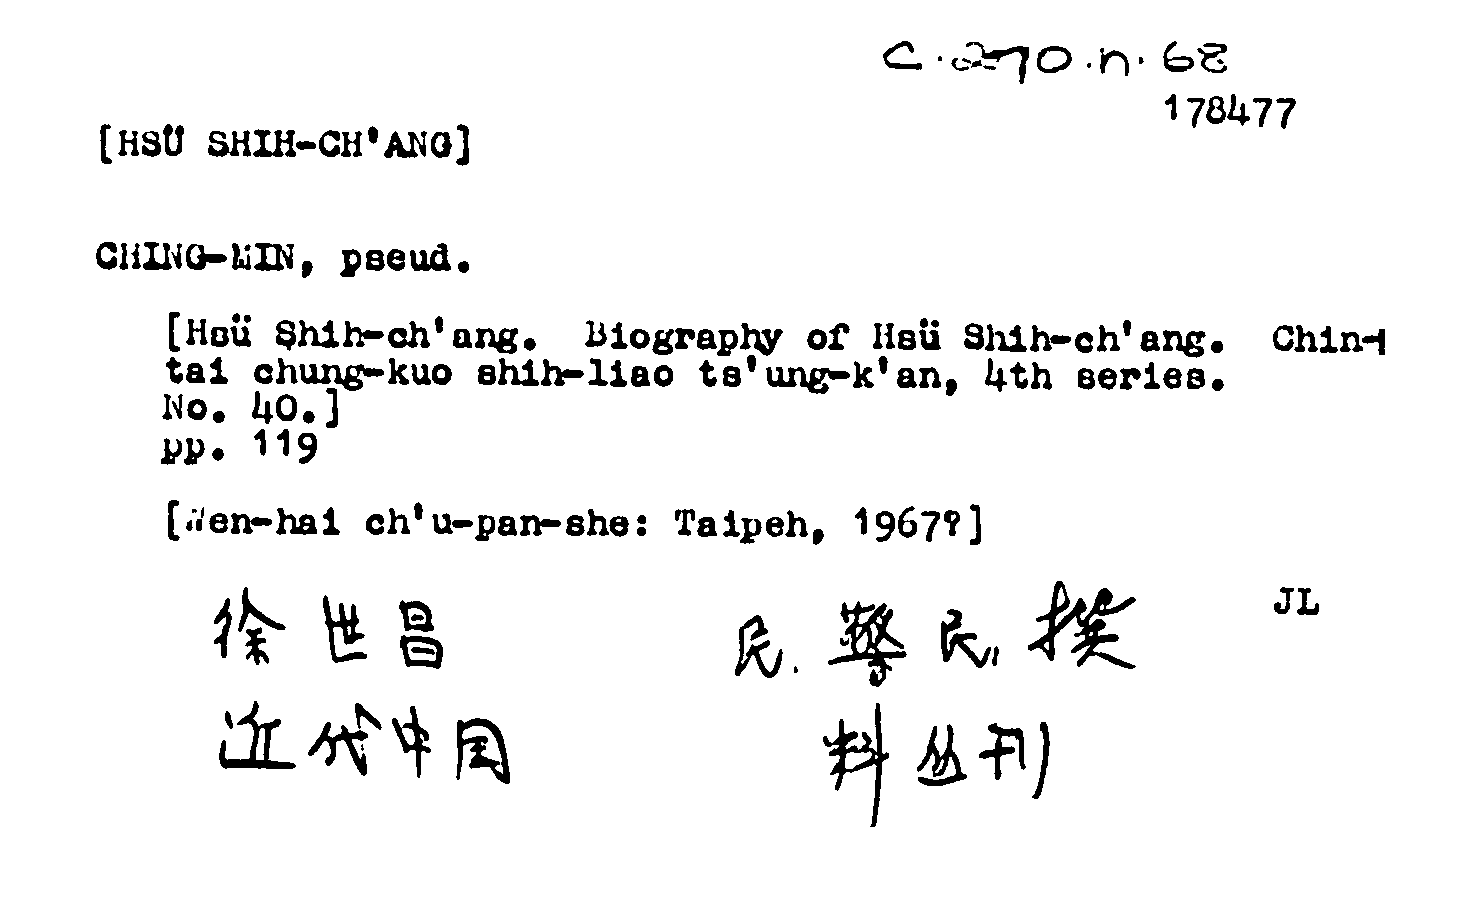 C.270.n.68
178477
[HSÜ SHIH-CH'ANG]
CHING-MIN, pseud.
[Hsü Shih-ch'ang. Biography of Hsü Shih-ch'ang. Chin-
tai chung-kuo shih-liao ts'ung-k'an, 4th series.
No. 40.]
pp. 119
[Wen-hai ch'u-pan-she: Taipeh, 1967?]
JL
徐世昌 民. 警民 撰
近代中国 料丛刊